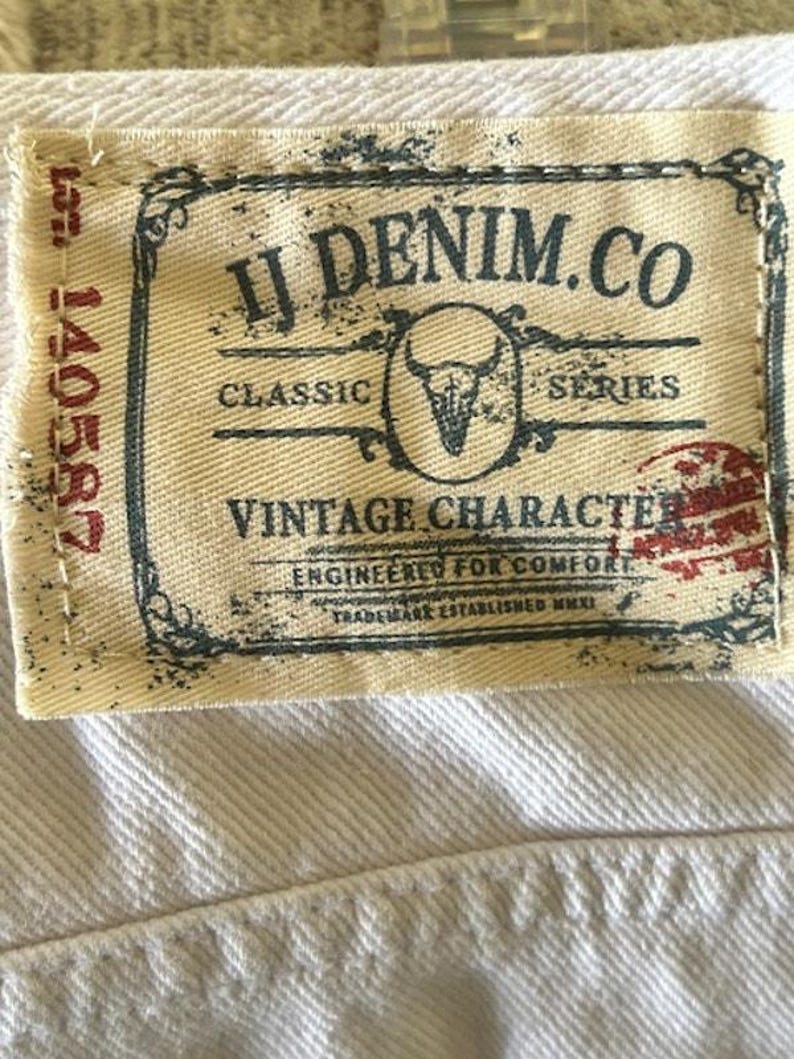 LOT. 140587
IJ DENIM.CO
CLASSIC SERIES
VINTAGE CHARACTER
ENGINEERED FOR COMFORT
TRADEMARK ESTABLISHED MMXI